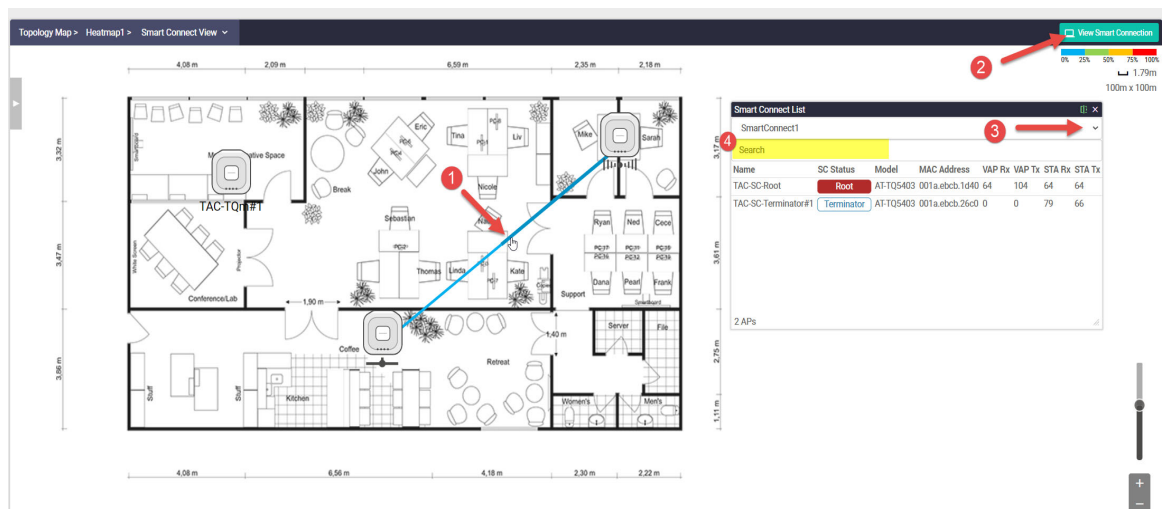 Topology Map > Heatmap1 > Smart Connect View
View Smart Connection
2
0% 25% 50% 75% 100%
1.79m
100m x 100m
4,08 m 2,09 m 6,59 m 2,35 m 2,18 m
Smart Connect List
SmartConnect1
3
4
Search
Name SC Status Model MAC Address VAP Rx VAP Tx STA Rx STA Tx
TAC-SC-Root Root AT-TQ5403 001a.ebcb.1d40 64 104 64 64
TAC-SC-Terminator#1 Terminator AT-TQ5403 001a.ebcb.26c0 0 0 79 66
2 APs
3,32 m
3,47 m
3,86 m
3,17 m
3,61 m
2,75 m
1,11 m
Eric
Tina
Liv
Mike
Sarah
John
Break
1
Nicole
TAC-TQm#1
Sebastian
Ryan Ned Cece
Thomas
Linda
Kate
Dana Pearl Frank
White Screen
Projector
Conference/Lab
1,90 m
Support
Coffee
1,40 m
Server
File
Retreat
Stuff
Stuff
Kitchen
Women's
Men's
4,08 m 6,56 m 4,18 m 2,30 m 2,22 m
+
−